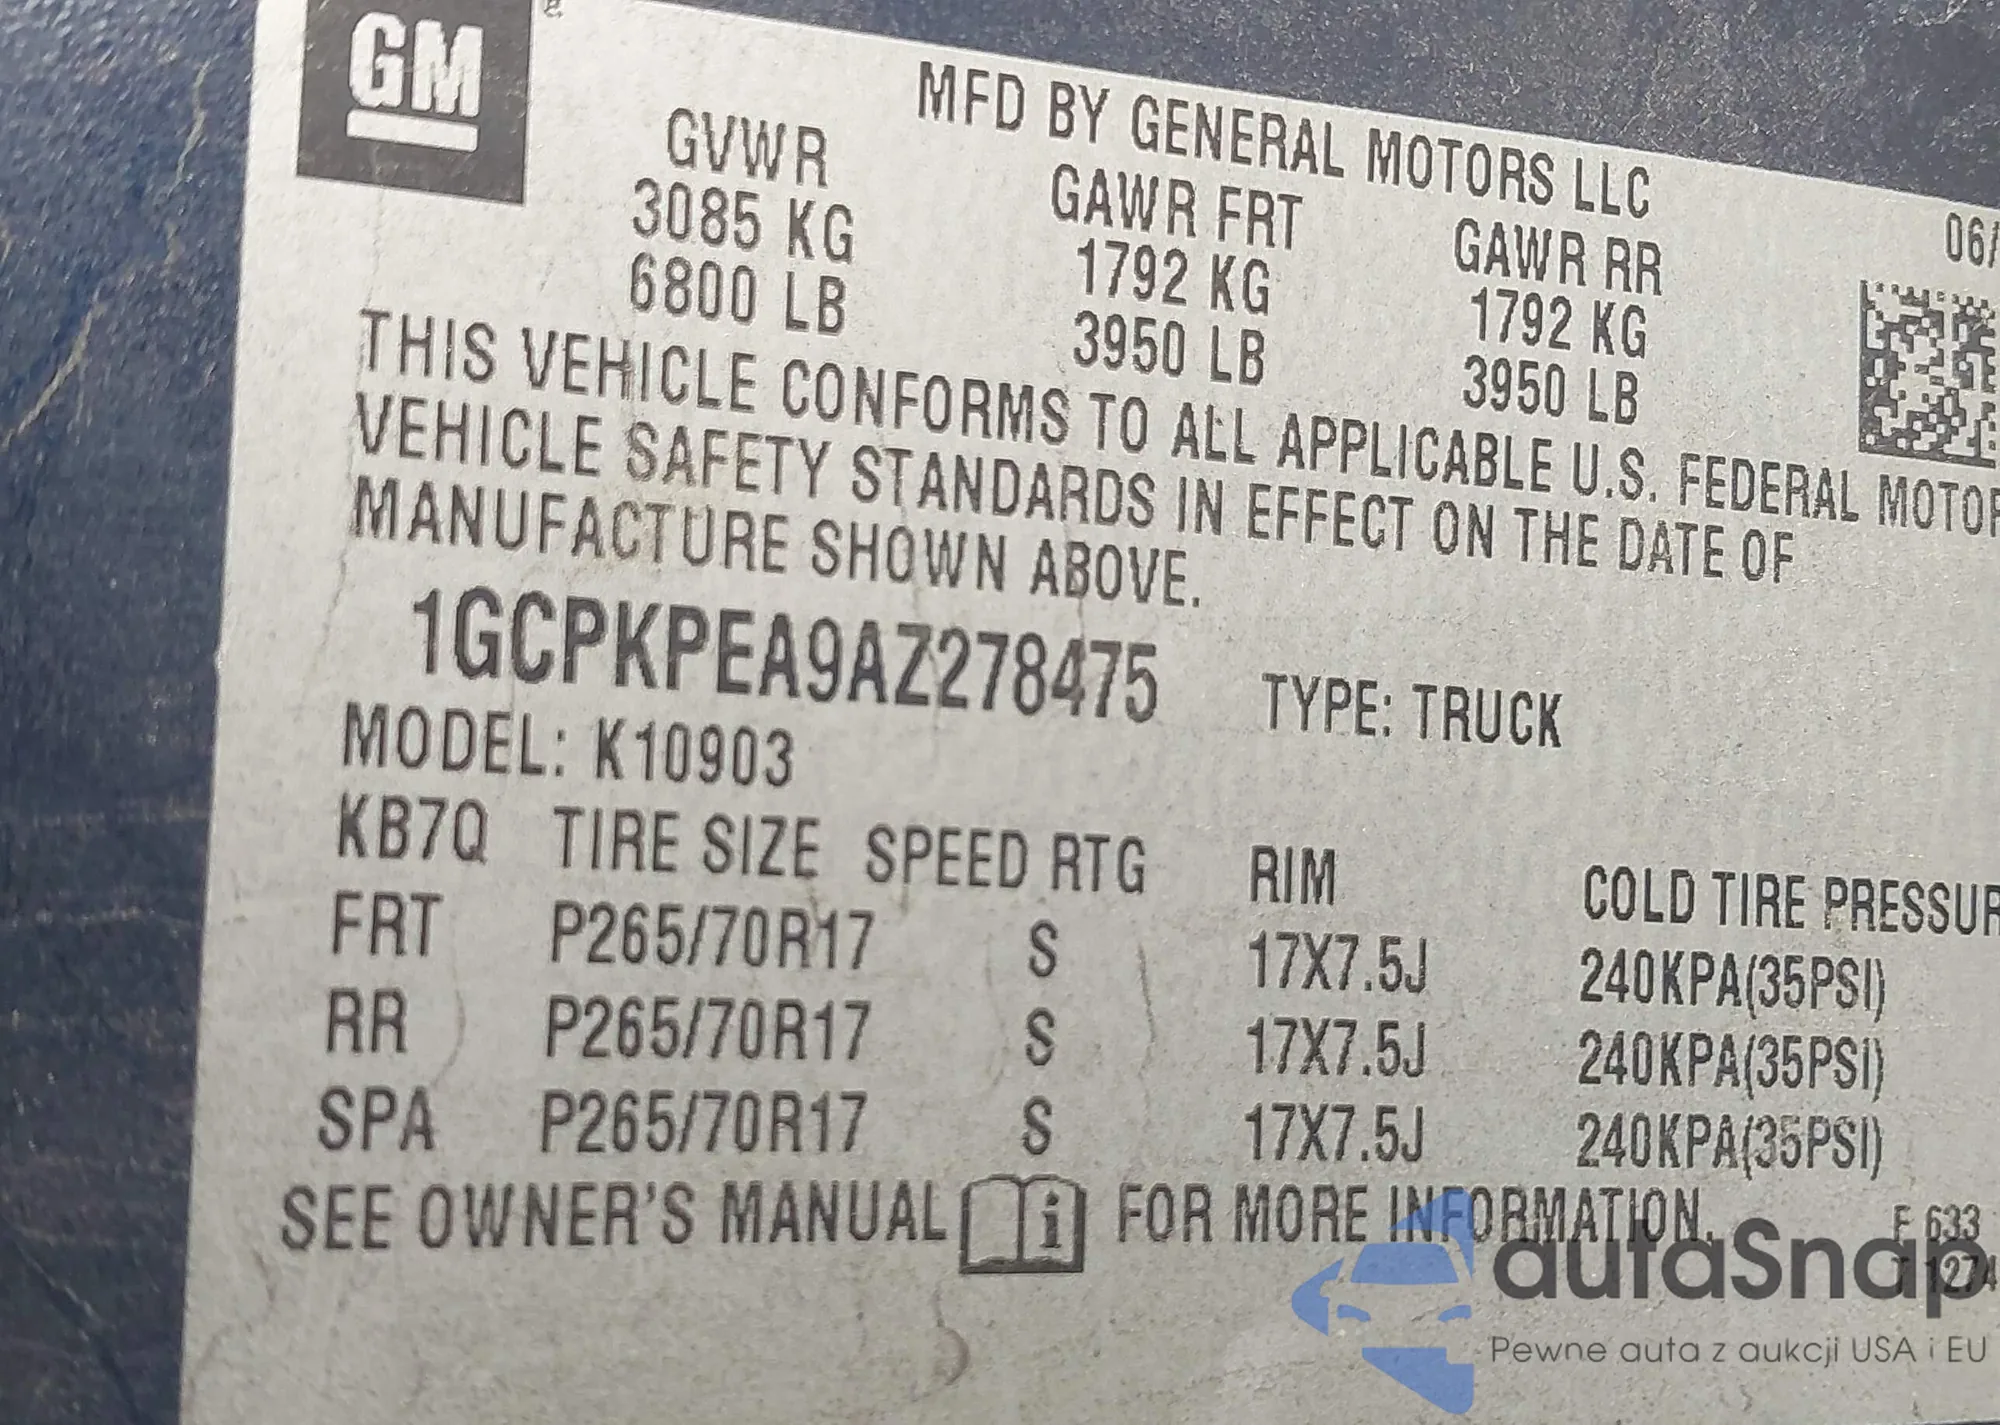 GM
MFD BY GENERAL MOTORS LLC
06/
GVWR GAWR FRT GAWR RR
3085 KG 1792 KG 1792 KG
6800 LB 3950 LB 3950 LB
THIS VEHICLE CONFORMS TO ALL APPLICABLE U.S. FEDERAL MOTOR
VEHICLE SAFETY STANDARDS IN EFFECT ON THE DATE OF
MANUFACTURE SHOWN ABOVE.
1GCPKPEA9AZ278475 TYPE: TRUCK
MODEL: K10903
KB7Q TIRE SIZE SPEED RTG RIM COLD TIRE PRESSUR
FRT P265/70R17 S 17X7.5J 240KPA(35PSI)
RR P265/70R17 S 17X7.5J 240KPA(35PSI)
SPA P265/70R17 S 17X7.5J 240KPA(35PSI)
SEE OWNER'S MANUAL i FOR MORE INFORMATION.
F 633
T 1274
autaSnap
Pewne auta z aukcji USA i EU